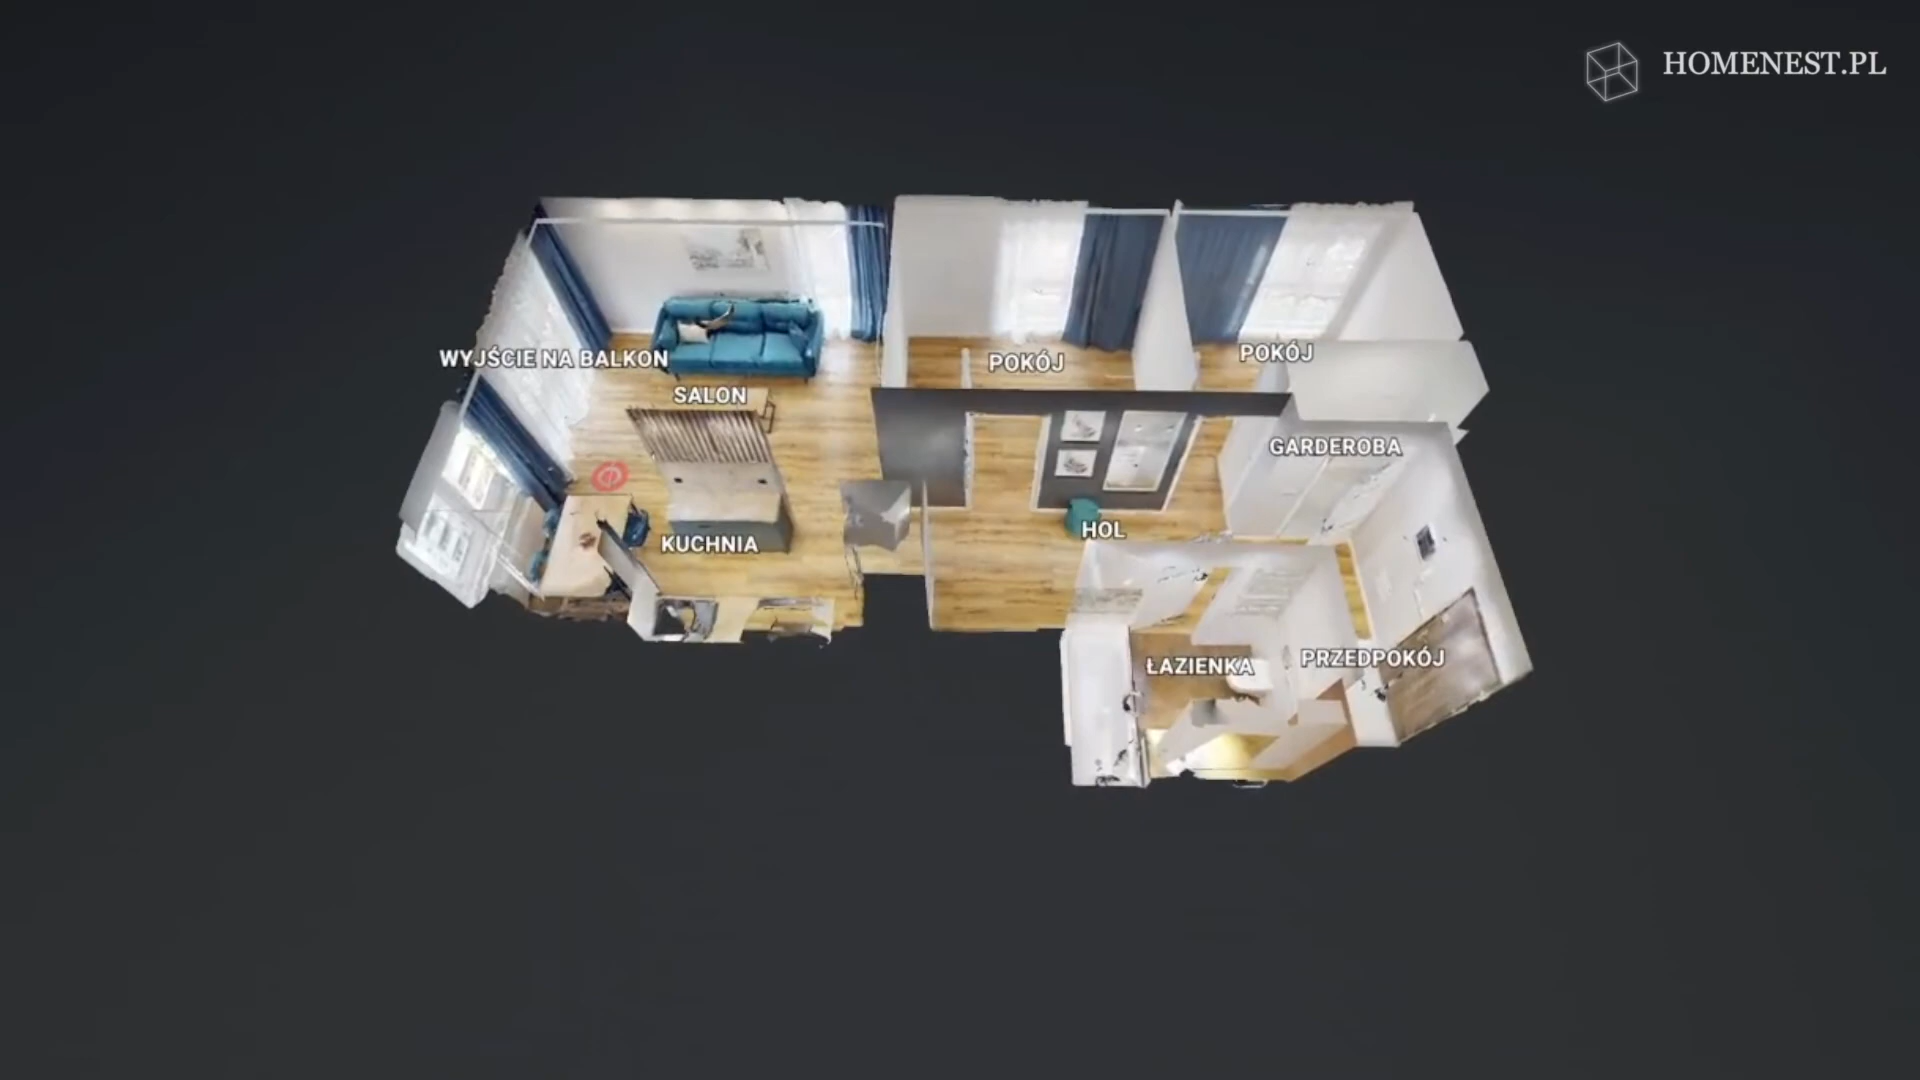 HOMENEST.PL
WYJŚCIE NA BALKON
SALON
POKÓJ
POKÓJ
GARDEROBA
KUCHNIA
HOL
ŁAZIENKA
PRZEDPOKÓJ